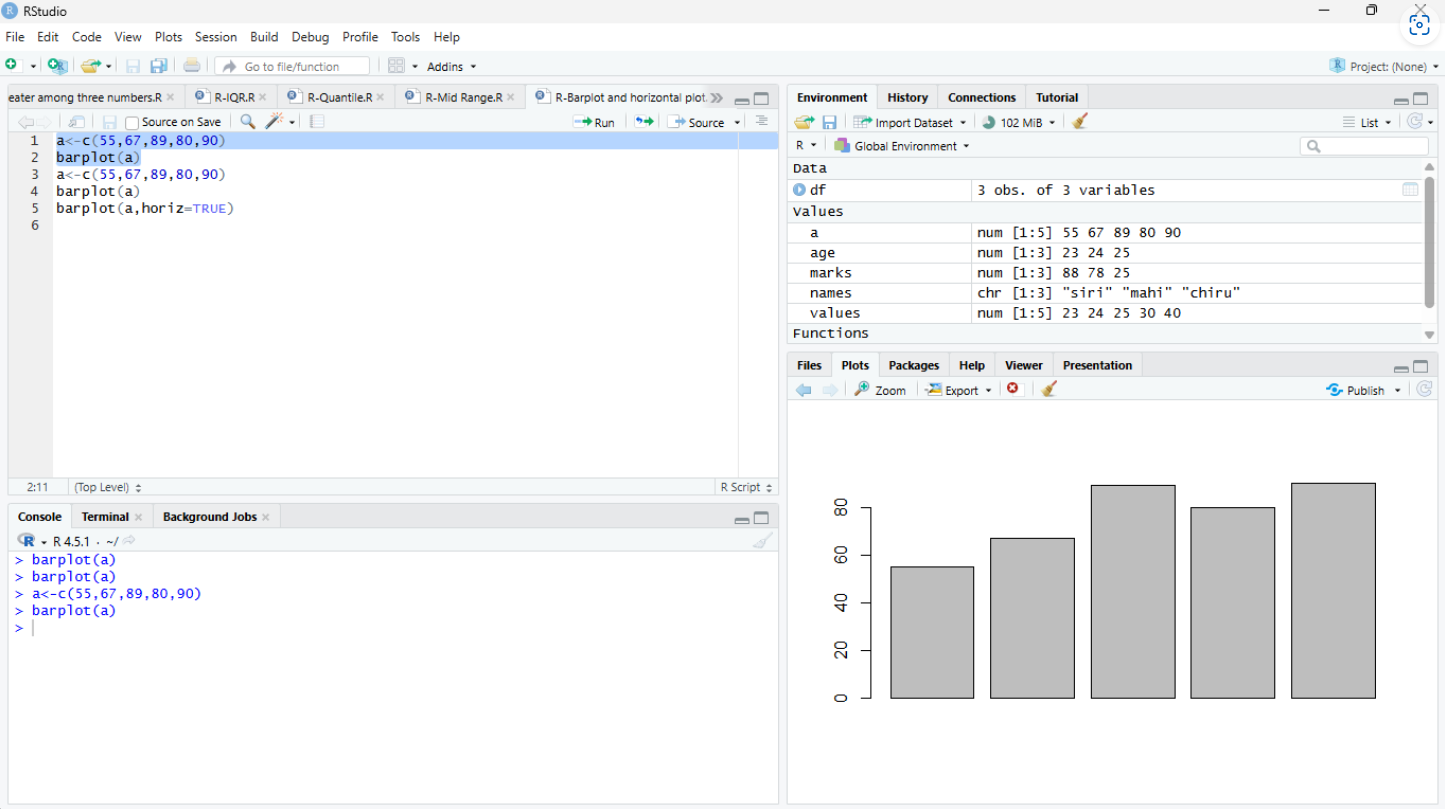 RStudio
File Edit Code View Plots Session Build Debug Profile Tools Help
Go to file/function Addins Project: (None)
eater among three numbers.R R-IQR.R R-Quantile.R R-Mid Range.R R-Barplot and horizontal plot.
Source on Save Run Source
1 a<-c(55,67,89,80,90)
2 barplot(a)
3 a<-c(55,67,89,80,90)
4 barplot(a)
5 barplot(a,horiz=TRUE)
6
2:11 (Top Level) R Script
Console Terminal Background Jobs
R 4.5.1 · ~/
> barplot(a)
> barplot(a)
> a<-c(55,67,89,80,90)
> barplot(a)
>
Environment History Connections Tutorial
Import Dataset 102 MiB List
R Global Environment
Data
df 3 obs. of 3 variables
Values
a num [1:5] 55 67 89 80 90
age num [1:3] 23 24 25
marks num [1:3] 88 78 25
names chr [1:3] "siri" "mahi" "chiru"
values num [1:5] 23 24 25 30 40
Functions
Files Plots Packages Help Viewer Presentation
Zoom Export Publish
80
60
40
20
0